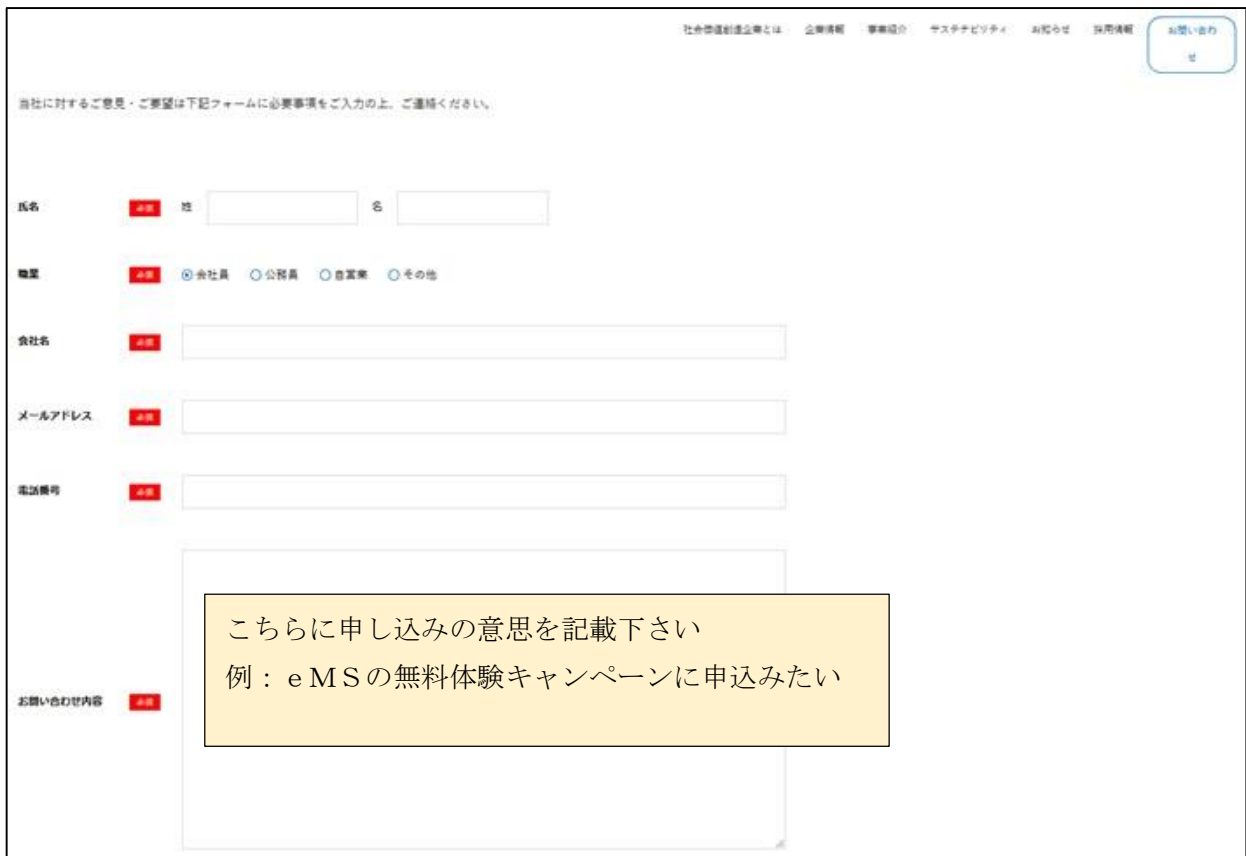 社会価値創造企業とは 企業情報 事業紹介 サステナビリティ お知らせ 採用情報 お問い合わ
せ
当社に対するご意見・ご要望は下記フォームに必要事項をご入力の上、ご連絡ください。
氏名 必須 姓 名
職業 必須 会社員 公務員 自営業 その他
会社名 必須
メールアドレス 必須
電話番号 必須
こちらに申し込みの意思を記載下さい
例：ｅＭＳの無料体験キャンペーンに申込みたい
お問い合わせ内容 必須